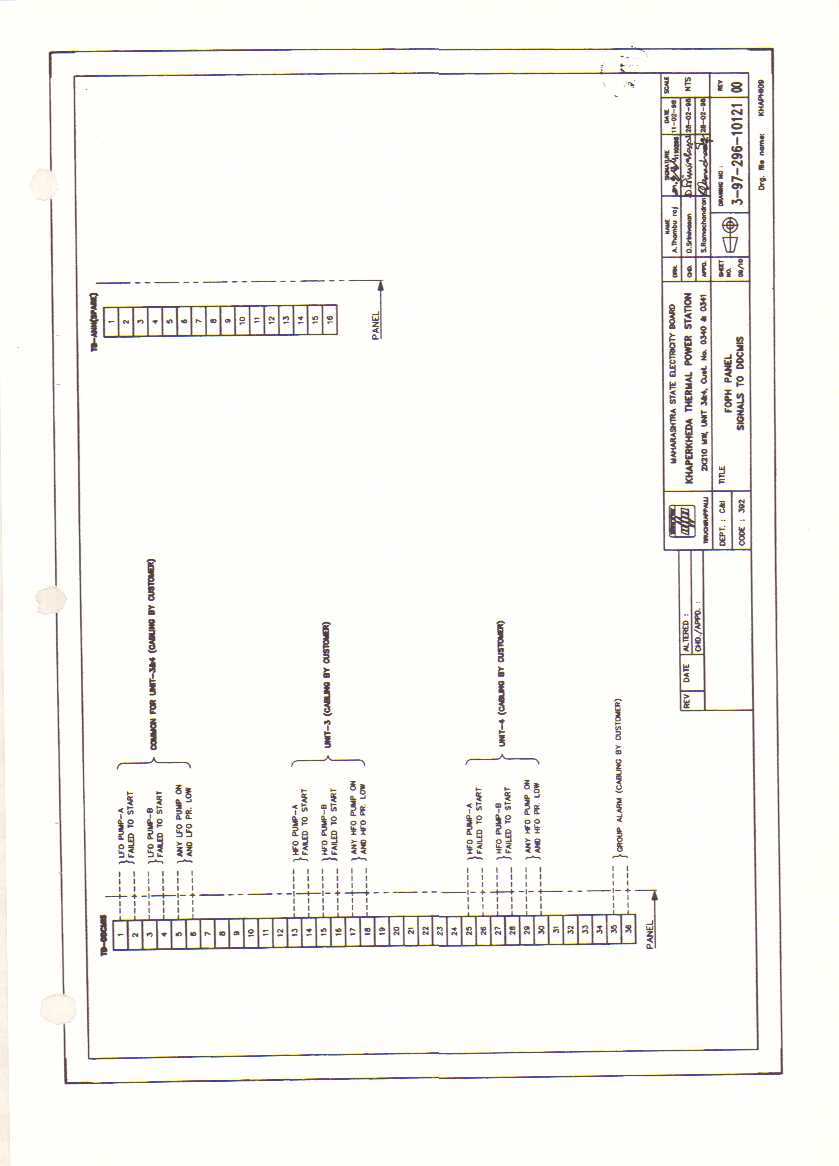 TB-DDCMIS
1
2
3
4
5
6
7
8
9
10
11
12
13
14
15
16
17
18
19
20
21
22
23
24
25
26
27
28
29
30
31
32
33
34
35
36
PANEL
LFO PUMP-A
FAILED TO START
LFO PUMP-B
FAILED TO START
ANY LFO PUMP ON
AND LFO PR. LOW
COMMON FOR UNIT-3&4 (CABLING BY CUSTOMER)
HFO PUMP-A
FAILED TO START
HFO PUMP-B
FAILED TO START
ANY HFO PUMP ON
AND HFO PR. LOW
UNIT-3 (CABLING BY CUSTOMER)
HFO PUMP-A
FAILED TO START
HFO PUMP-B
FAILED TO START
ANY HFO PUMP ON
AND HFO PR. LOW
UNIT-4 (CABLING BY CUSTOMER)
GROUP ALARM (CABLING BY CUSTOMER)
TB-ANN(SPARE)
1
2
3
4
5
6
7
8
9
10
11
12
13
14
15
16
PANEL
REV DATE ALTERED :
CHD./APPD. :
TIRUCHIRAPPALLI
DEPT. : C&I
CODE : 392
MAHARASHTRA STATE ELECTRICITY BOARD
KHAPERKHEDA THERMAL POWER STATION
2X210 MW, UNIT 3&4, Cust. No. 0340 & 0341
TITLE
FOPH PANEL
SIGNALS TO DDCMIS
NAME SIGNATURE DATE SCALE
DRN. A.Thambu raj 11-02-98 NTS
CHD. D.Srinivasan 28-02-98
APPD. S.Ramachandran 28-02-98
SHEET NO. 09/10
DRAWING NO : REV
3-97-296-10121 00
Drg. file name: KHAPHI09